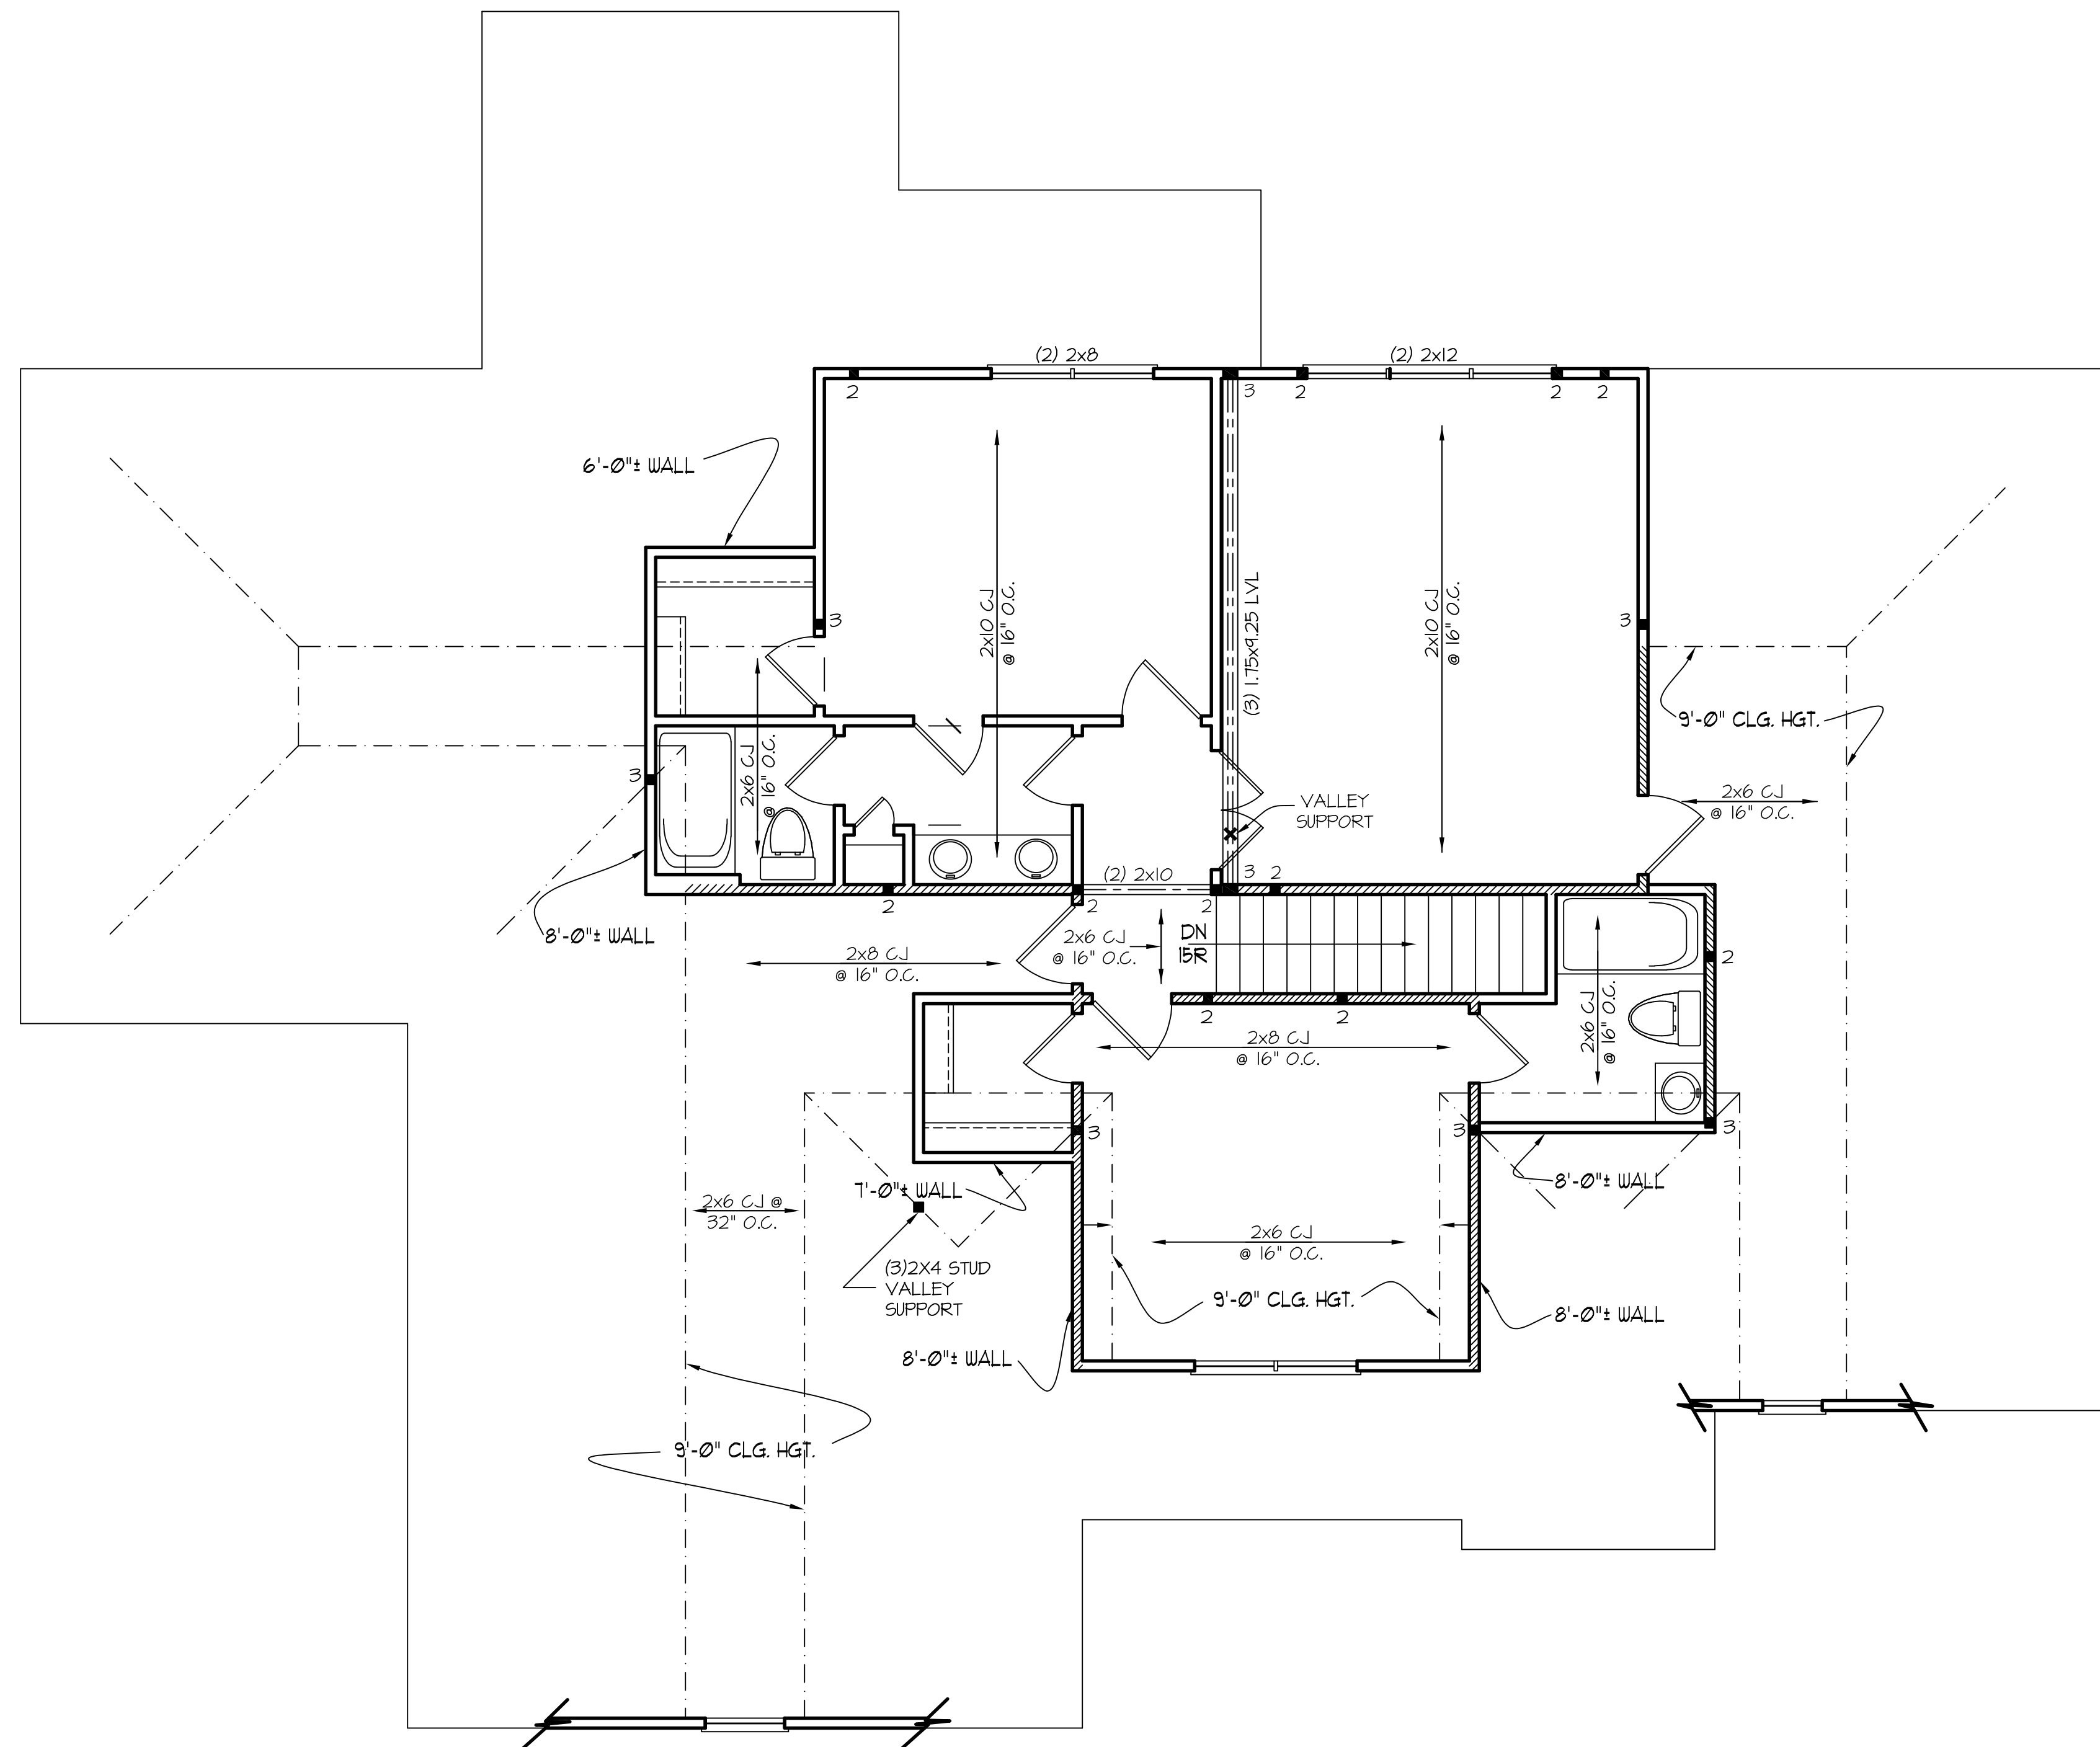 (2) 2x8
(2) 2x12
2
3
2
2
2
6'-0"± WALL
2x10 CJ
@ 16" O.C.
(3) 1.75x9.25 LVL
2x10 CJ
@ 16" O.C.
3
3
9'-0" CLG. HGT.
2x6 CJ
@ 16" O.C.
3
2x6 CJ
@ 16" O.C.
VALLEY
SUPPORT
(2) 2x10
3
2
2
2
2
8'-0"± WALL
2x8 CJ
@ 16" O.C.
2x6 CJ
@ 16" O.C.
DN
15R
2
2x6 CJ
@ 16" O.C.
2
2
2x8 CJ
@ 16" O.C.
3
3
3
7'-0"± WALL
8'-0"± WALL
2x6 CJ @
32" O.C.
2x6 CJ
@ 16" O.C.
(3)2X4 STUD
VALLEY
SUPPORT
9'-0" CLG. HGT.
8'-0"± WALL
8'-0"± WALL
9'-0" CLG. HGT.